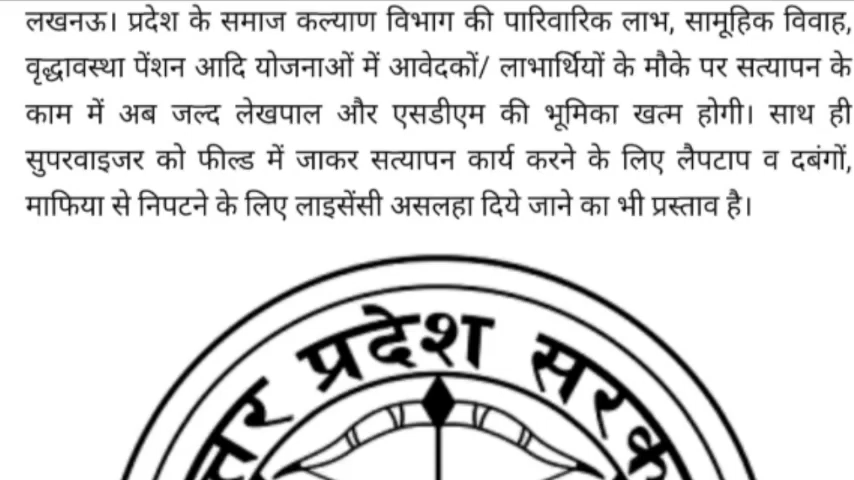 लखनऊ। प्रदेश के समाज कल्याण विभाग की पारिवारिक लाभ, सामूहिक विवाह,
वृद्धावस्था पेंशन आदि योजनाओं में आवेदकों/ लाभार्थियों के मौके पर सत्यापन के
काम में अब जल्द लेखपाल और एसडीएम की भूमिका खत्म होगी। साथ ही
सुपरवाइजर को फील्ड में जाकर सत्यापन कार्य करने के लिए लैपटाप व दबंगों,
माफिया से निपटने के लिए लाइसेंसी असलहा दिये जाने का भी प्रस्ताव है।
प्रदेश